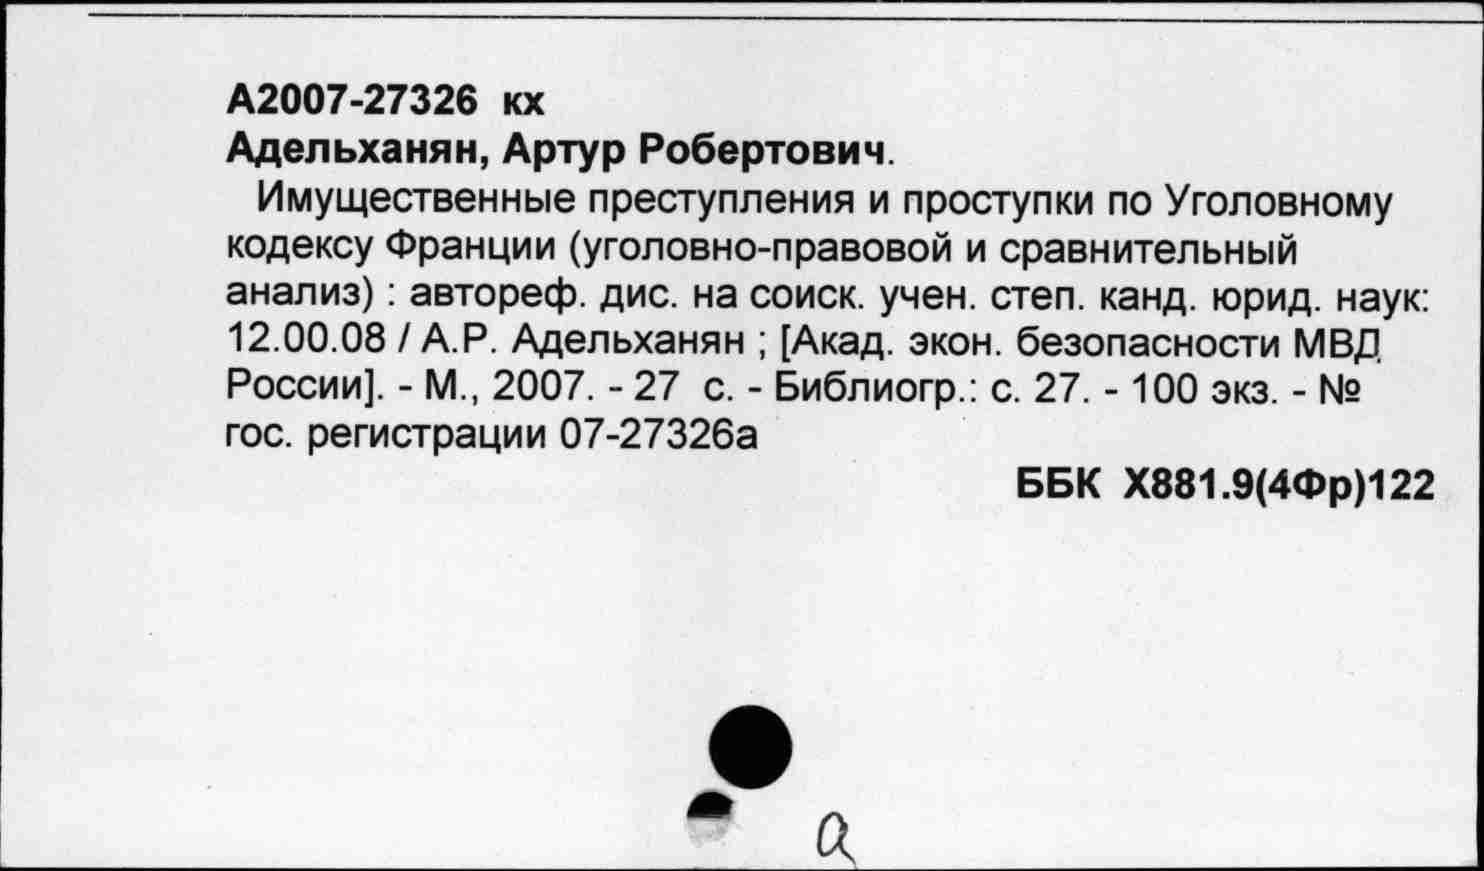 А2007-27326 кх
Адельханян, Артур Робертович.
Имущественные преступления и проступки по Уголовному
кодексу Франции (уголовно-правовой и сравнительный
анализ) : автореф. дис. на соиск. учен. степ. канд. юрид. наук:
12.00.08 / А.Р. Адельханян ; [Акад. экон. безопасности МВД
России]. - М., 2007. - 27 с. - Библиогр.: с. 27. - 100 экз. - №
гос. регистрации 07-27326а
ББК Х881.9(4Фр)122
а